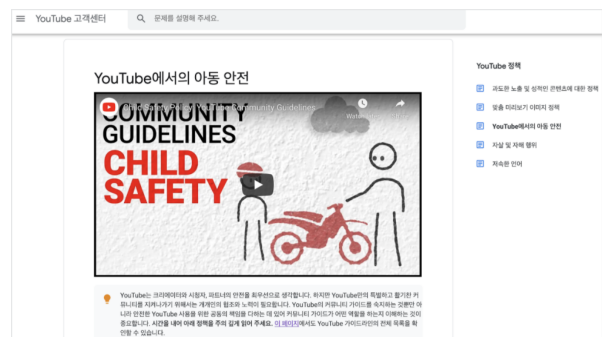 YouTube 고객센터
문제를 설명해 주세요.
YouTube에서의 아동 안전
Child Safety Policy: YouTube Community Guidelines
COMMUNITY
GUIDELINES
CHILD
SAFETY
YouTube는 크리에이터와 시청자, 파트너의 안전을 최우선으로 생각합니다. 하지만 YouTube만의 특별하고 활기찬 커
뮤니티를 지켜나가기 위해서는 개개인의 협조와 노력이 필요합니다. YouTube의 커뮤니티 가이드를 숙지하는 것뿐만 아
니라 안전한 YouTube 사용을 위한 공동의 책임을 다하는 데 있어 커뮤니티 가이드가 어떤 역할을 하는지 이해하는 것이
중요합니다. 시간을 내어 아래 정책을 주의 깊게 읽어 주세요. 이 페이지에서도 YouTube 가이드라인의 전체 목록을 확
인할 수 있습니다.
YouTube 정책
과도한 노출 및 성적인 콘텐츠에 대한 정책
맞춤 미리보기 이미지 정책
YouTube에서의 아동 안전
자살 및 자해 행위
저속한 언어